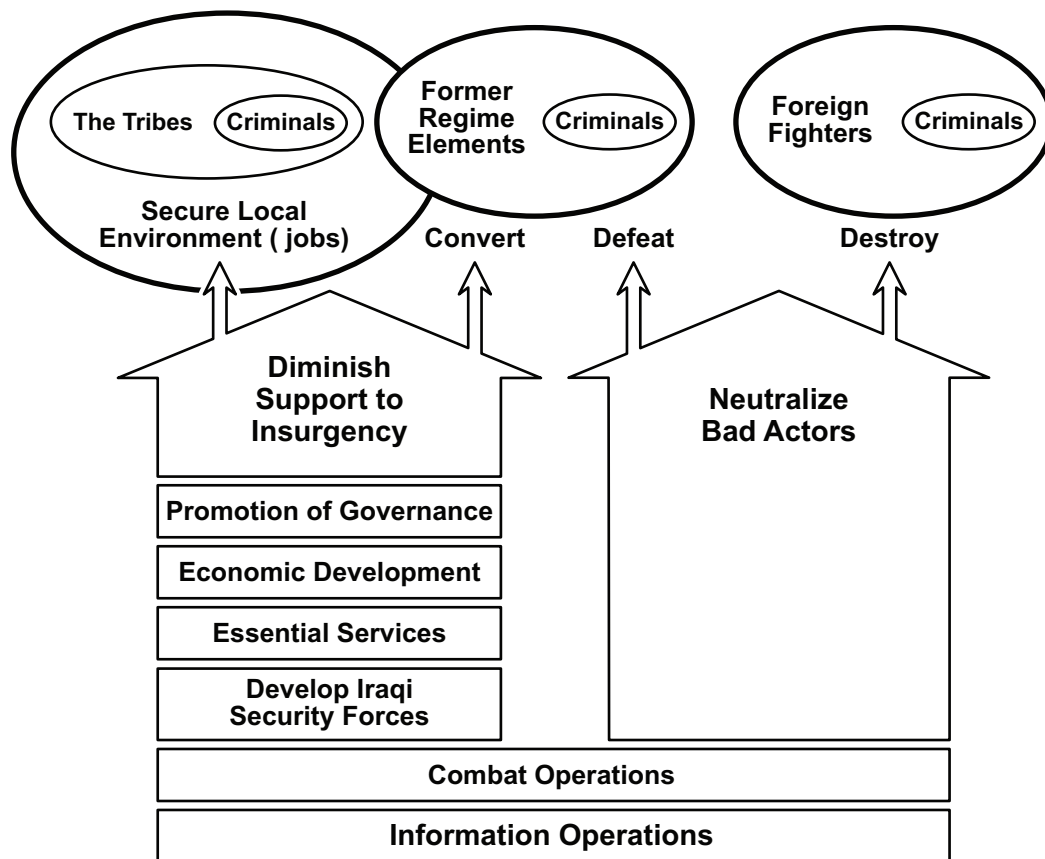 The Tribes
Criminals
Former
Regime
Elements
Criminals
Foreign
Fighters
Criminals
Secure Local
Environment ( jobs)
Convert
Defeat
Destroy
Diminish
Support to
Insurgency
Neutralize
Bad Actors
Promotion of Governance
Economic Development
Essential Services
Develop Iraqi
Security Forces
Combat Operations
Information Operations